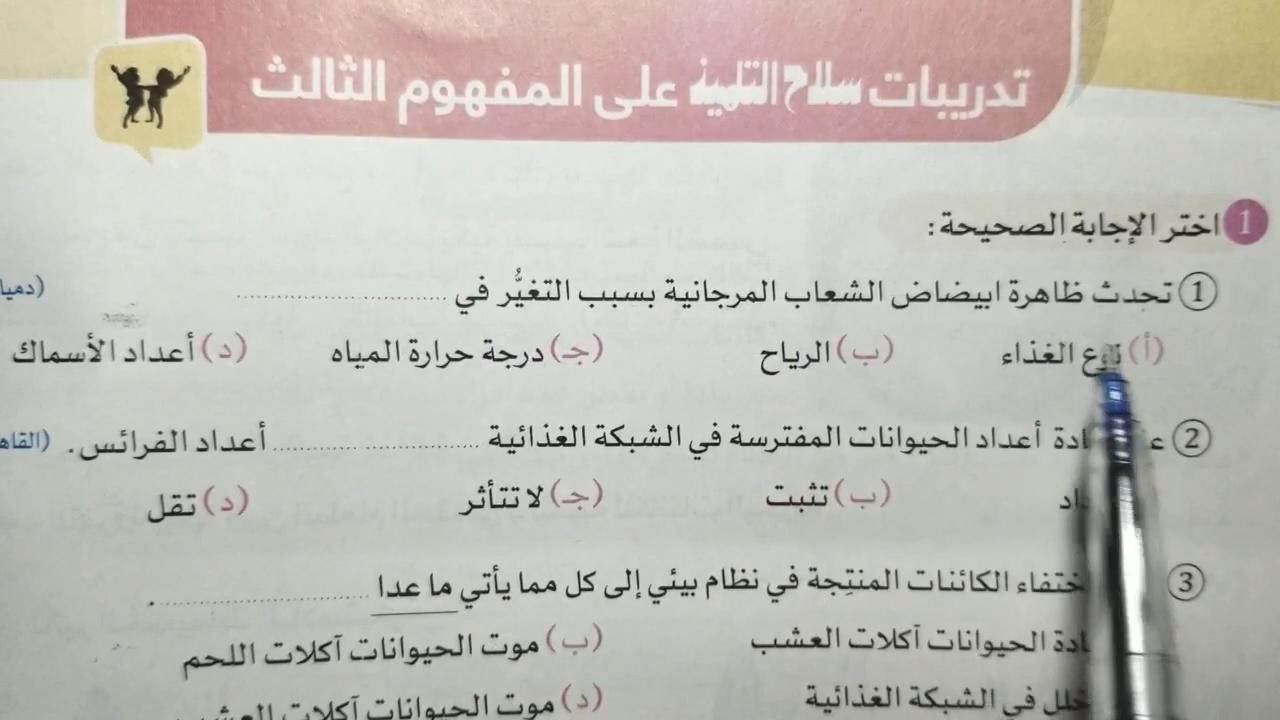 تدريبات سلاح التلميذ على المفهوم الثالث
1 اختر الإجابة الصحيحة:
① تحدث ظاهرة ابيضاض الشعاب المرجانية بسبب التغيُّر في ....................
(أ) نوع الغذاء (ب) الرياح (جـ) درجة حرارة المياه (د) أعداد الأسماك
② أعداد الحيوانات المفترسة في الشبكة الغذائية .................... أعداد الفرائس.
(ب) تثبت (جـ) لا تتأثر (د) تقل
③ الكائنات المنتِجة في نظام بيئي إلى كل مما يأتي ما عدا .................... .
الحيوانات آكلات العشب (ب) موت الحيوانات آكلات اللحم
في الشبكة الغذائية (د) موت الحيوانات آكلات